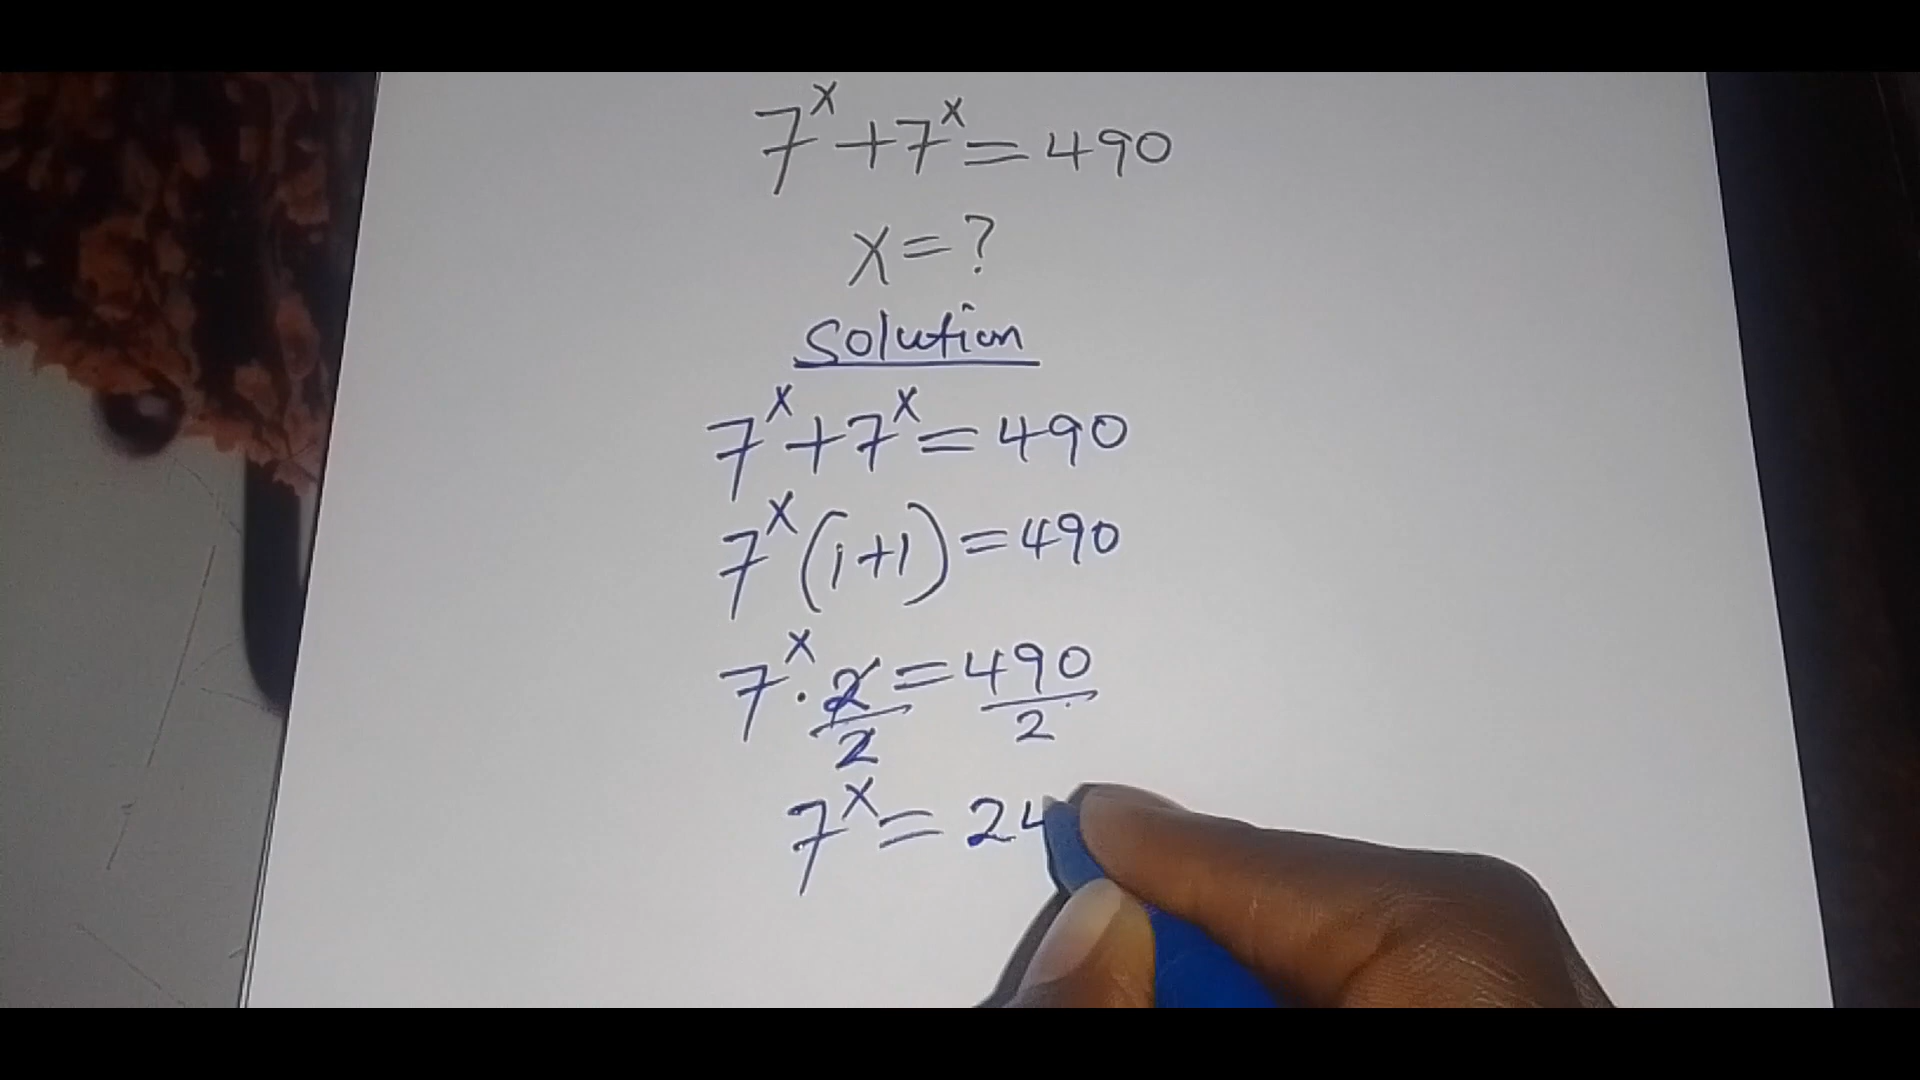 7^x + 7^x = 490
x = ?
Solution
7^x + 7^x = 490
7^x (1+1) = 490
7^x · 2/2 = 490/2
7^x = 24